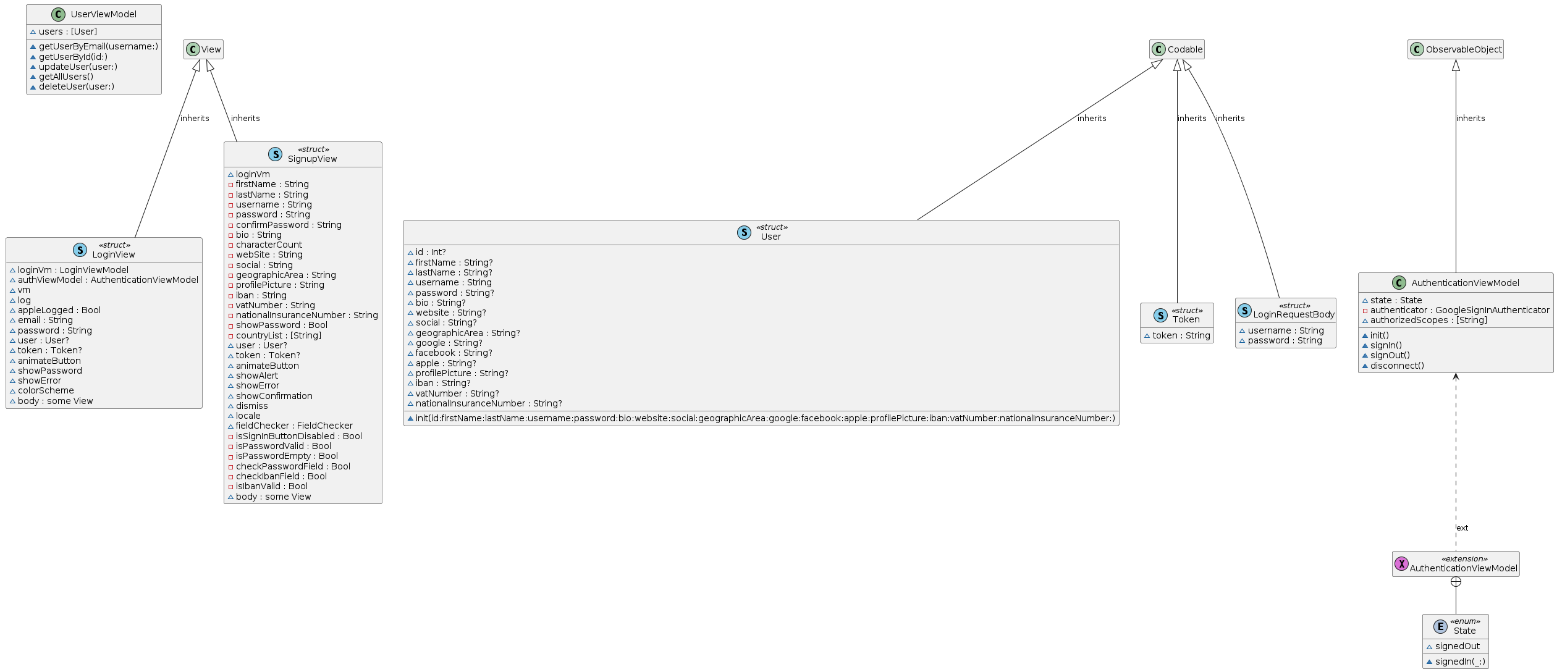 C UserViewModel
users : [User]
getUserByEmail(username:)
getUserById(id:)
updateUser(user:)
getAllUsers()
deleteUser(user:)
C View
C Codable
C ObservableObject
inherits
inherits
inherits
inherits
inherits
inherits
S «struct»
SignupView
loginVm
firstName : String
lastName : String
username : String
password : String
confirmPassword : String
bio : String
characterCount
webSite : String
social : String
geographicArea : String
profilePicture : String
iban : String
vatNumber : String
nationalInsuranceNumber : String
showPassword : Bool
countryList : [String]
user : User?
token : Token?
animateButton
showAlert
showError
showConfirmation
dismiss
locale
fieldChecker : FieldChecker
isSignInButtonDisabled : Bool
isPasswordValid : Bool
isPasswordEmpty : Bool
checkPasswordField : Bool
checkIbanField : Bool
isIbanValid : Bool
body : some View
S «struct»
LoginView
loginVm : LoginViewModel
authViewModel : AuthenticationViewModel
vm
log
appleLogged : Bool
email : String
password : String
user : User?
token : Token?
animateButton
showPassword
showError
colorScheme
body : some View
S «struct»
User
id : Int?
firstName : String?
lastName : String?
username : String
password : String?
bio : String?
website : String?
social : String?
geographicArea : String?
google : String?
facebook : String?
apple : String?
profilePicture : String?
iban : String?
vatNumber : String?
nationalInsuranceNumber : String?
init(id:firstName:lastName:username:password:bio:website:social:geographicArea:google:facebook:apple:profilePicture:iban:vatNumber:nationalInsuranceNumber:)
S «struct»
Token
token : String
S «struct»
LoginRequestBody
username : String
password : String
C AuthenticationViewModel
state : State
authenticator : GoogleSignInAuthenticator
authorizedScopes : [String]
init()
signIn()
signOut()
disconnect()
ext
X «extension»
AuthenticationViewModel
E «enum»
State
signedOut
signedIn(_:)